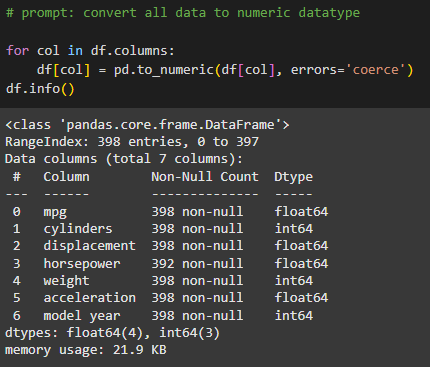 # prompt: convert all data to numeric datatype
for col in df.columns:
    df[col] = pd.to_numeric(df[col], errors='coerce')
df.info()
<class 'pandas.core.frame.DataFrame'>
RangeIndex: 398 entries, 0 to 397
Data columns (total 7 columns):
 #   Column        Non-Null Count  Dtype
---  ------        --------------  -----
 0   mpg           398 non-null    float64
 1   cylinders     398 non-null    int64
 2   displacement  398 non-null    float64
 3   horsepower    392 non-null    float64
 4   weight        398 non-null    int64
 5   acceleration  398 non-null    float64
 6   model year    398 non-null    int64
dtypes: float64(4), int64(3)
memory usage: 21.9 KB